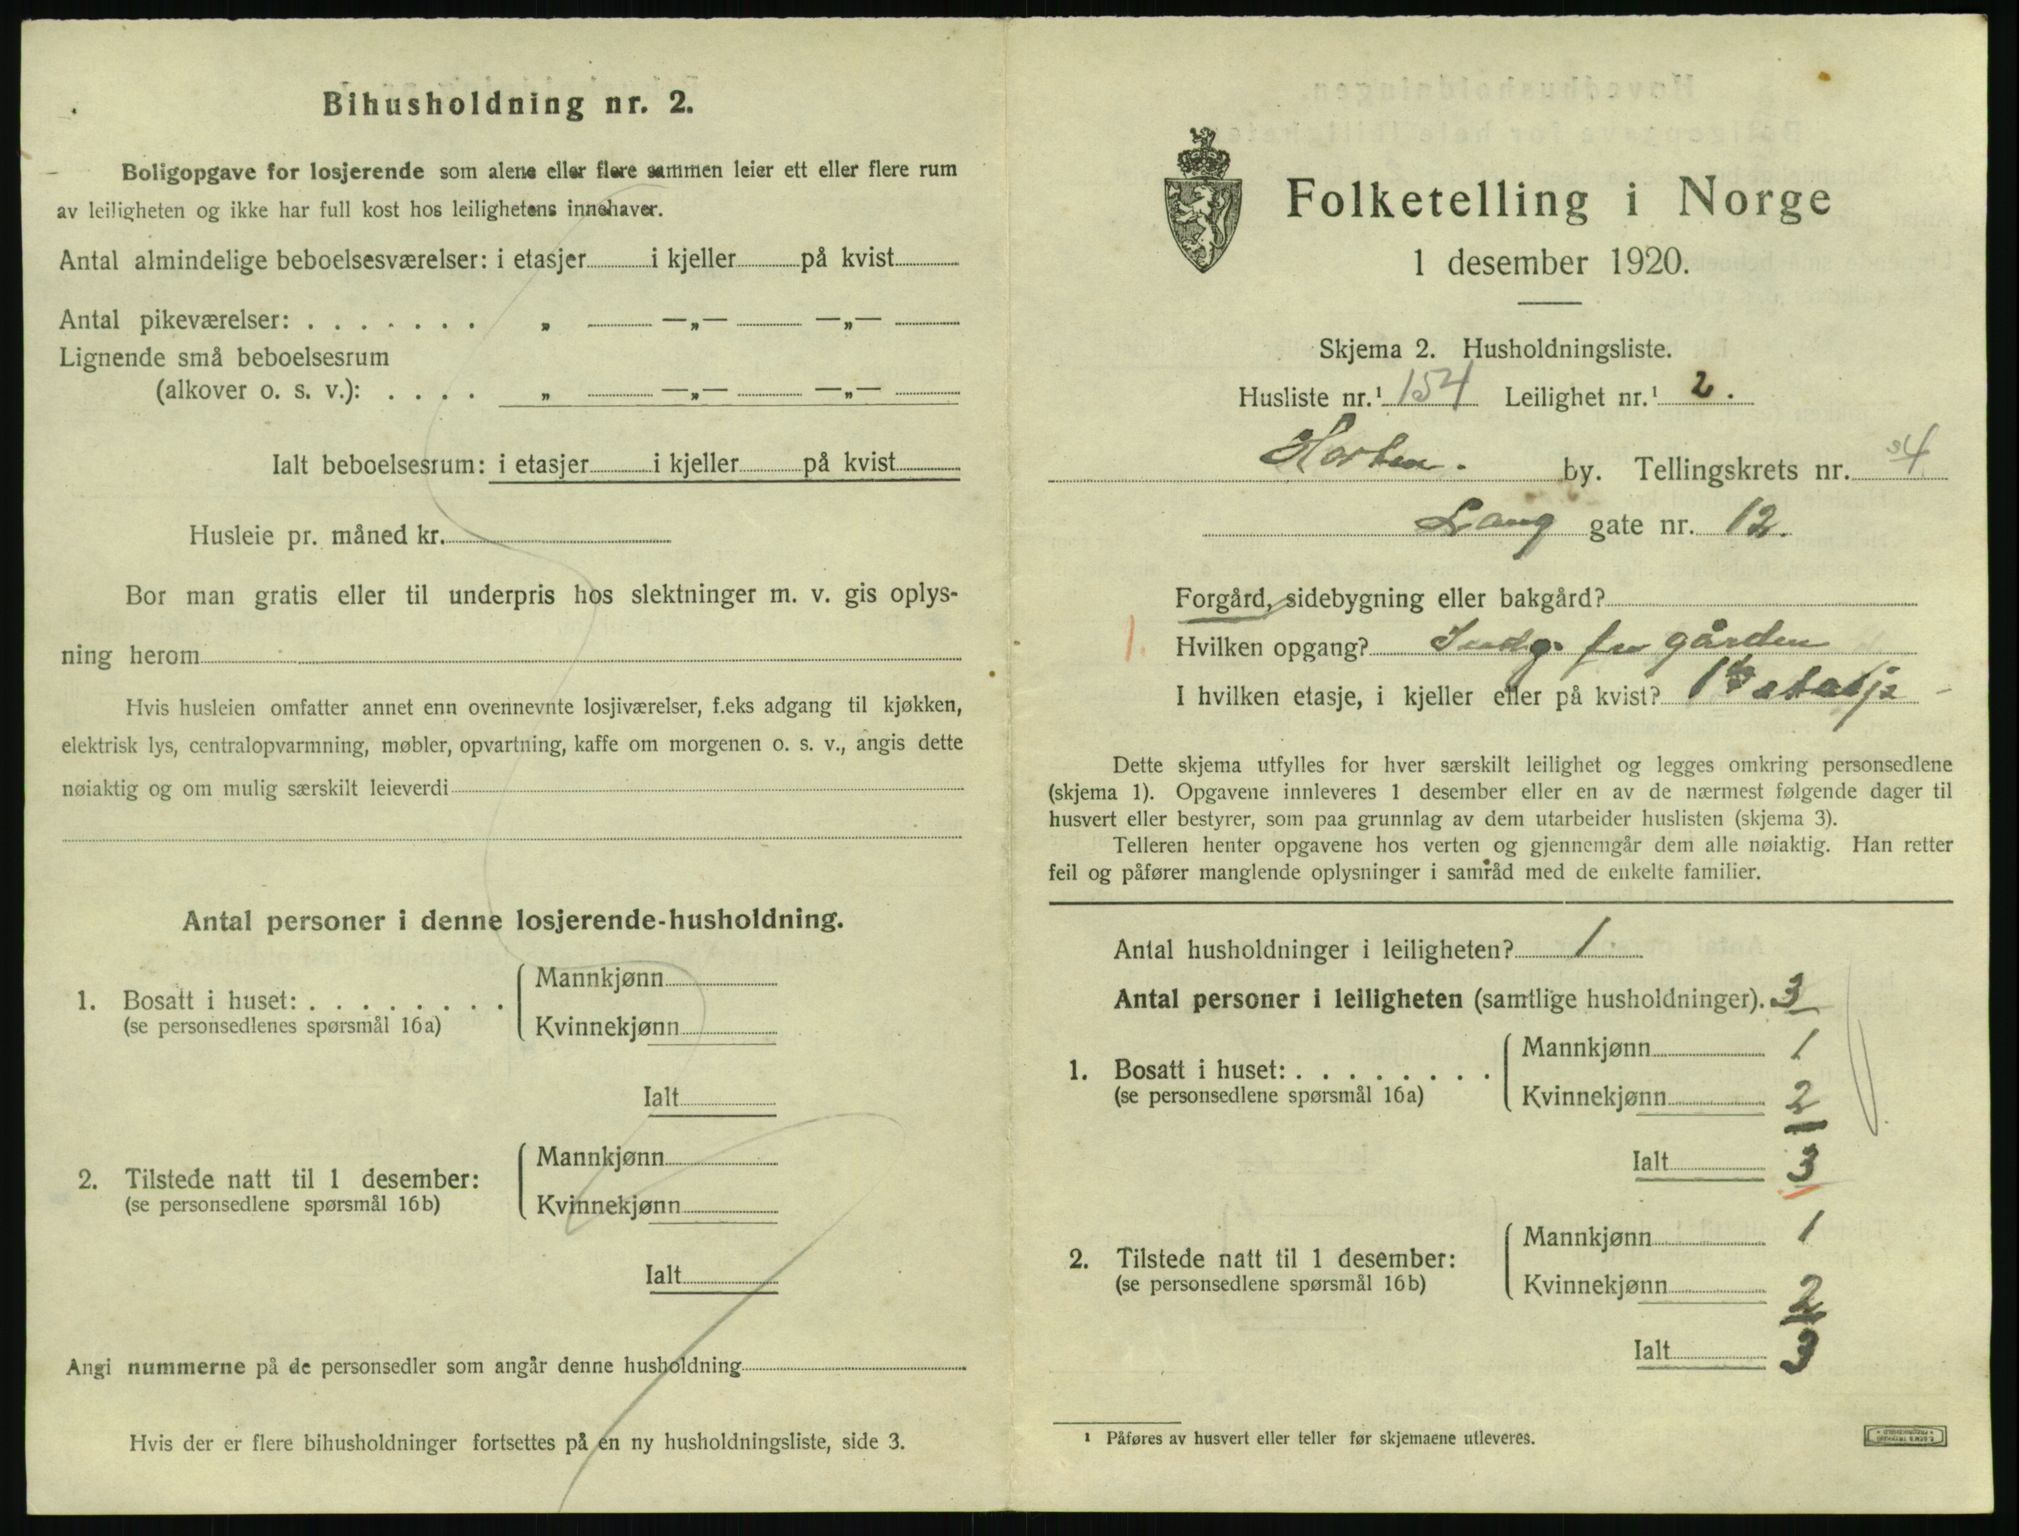 Bihusholdning nr. 2.
Boligopgave for losjerende som alene eller flere sammen leier ett eller flere rum
av leiligheten og ikke har full kost hos leilighetens innehaver.
Antal almindelige beboelsesværelser: i etasjer i kjeller på kvist
Antal pikeværelser: . . . . . . . „ —„— —„—
Lignende små beboelsesrum
(alkover o. s. v.): . . . . „ —„— —„—
Ialt beboelsesrum: i etasjer i kjeller på kvist
Husleie pr. måned kr.
Bor man gratis eller til underpris hos slektninger m. v. gis oplys-
ning herom
Hvis husleien omfatter annet enn ovennevnte losjiværelser, f.eks adgang til kjøkken,
elektrisk lys, centralopvarmning, møbler, opvartning, kaffe om morgenen o. s. v., angis dette
nøiaktig og om mulig særskilt leieverdi
Antal personer i denne losjerende-husholdning.
Mannkjønn
1. Bosatt i huset: . . . . . . . .
(se personsedlenes spørsmål 16a)
Kvinnekjønn
Ialt
Mannkjønn
2. Tilstede natt til 1 desember:
(se personsedlene spørsmål 16b)
Kvinnekjønn
Ialt
Angi nummerne på de personsedler som angår denne husholdning
Hvis der er flere bihusholdninger fortsettes på en ny husholdningsliste, side 3.
Folketelling i Norge
1 desember 1920.
Skjema 2. Husholdningsliste.
Husliste nr.¹ 154 Leilighet nr.¹ 2.
Horten. by. Tellingskrets nr. 4
Lang gate nr. 12.
Forgård, sidebygning eller bakgård?
1. Hvilken opgang? Indg. fra gården
I hvilken etasje, i kjeller eller på kvist? 1ste etasje
Dette skjema utfylles for hver særskilt leilighet og legges omkring personsedlene
(skjema 1). Opgavene innleveres 1 desember eller en av de nærmest følgende dager til
husvert eller bestyrer, som paa grunnlag av dem utarbeider huslisten (skjema 3).
Telleren henter opgavene hos verten og gjennemgår dem alle nøiaktig. Han retter
feil og påfører manglende oplysninger i samråd med de enkelte familier.
Antal husholdninger i leiligheten? 1
Antal personer i leiligheten (samtlige husholdninger). 3
Mannkjønn 1
1. Bosatt i huset: . . . . . . . .
(se personsedlene spørsmål 16a)
Kvinnekjønn 2
Ialt 3
Mannkjønn 1
2. Tilstede natt til 1 desember:
(se personsedlene spørsmål 16b)
Kvinnekjønn 2
Ialt 3
¹ Påføres av husvert eller teller før skjemaene utleveres.